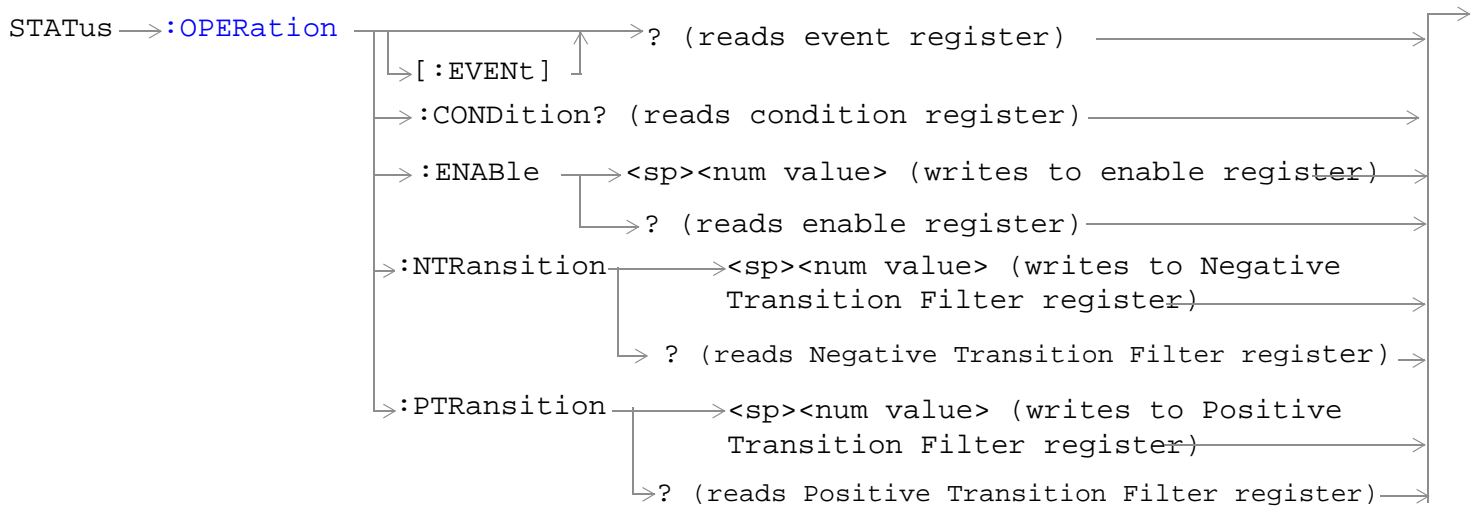 STATus :OPERation ? (reads event register)
[:EVENt]
:CONDition? (reads condition register)
:ENABle <sp><num value> (writes to enable register)
? (reads enable register)
:NTRansition <sp><num value> (writes to Negative
Transition Filter register)
? (reads Negative Transition Filter register)
:PTRansition <sp><num value> (writes to Positive
Transition Filter register)
? (reads Positive Transition Filter register)